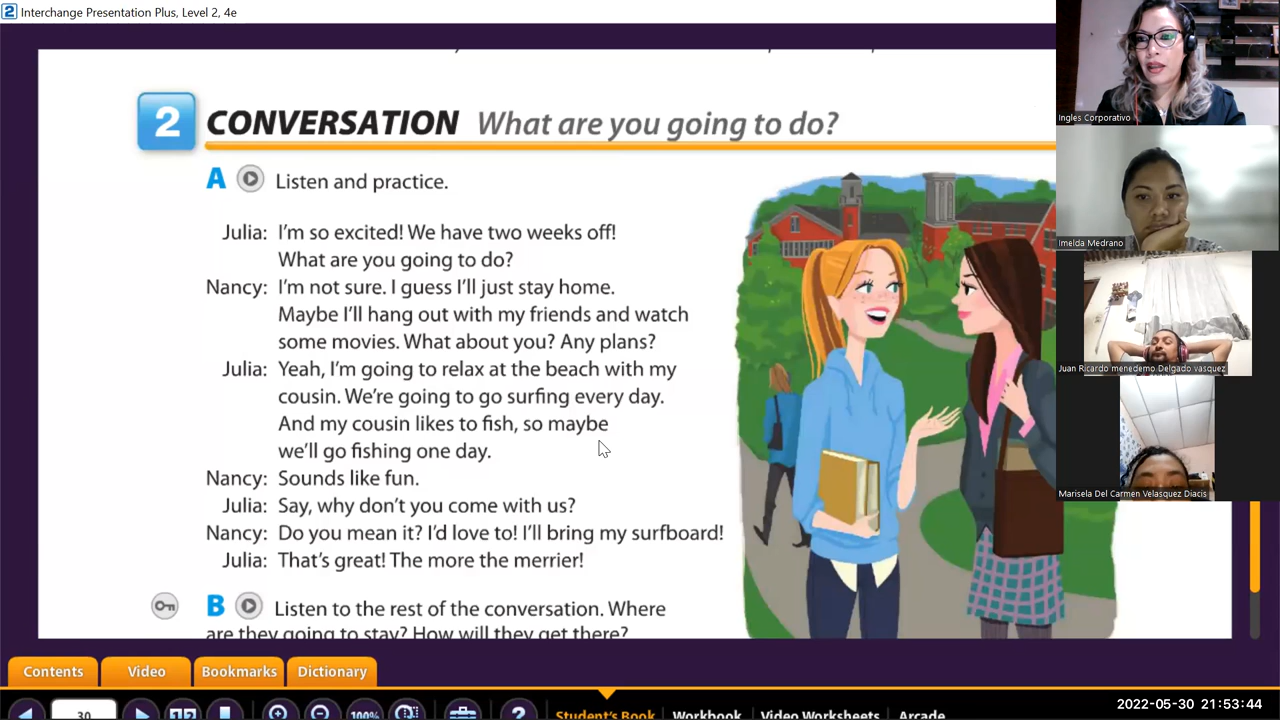 2 Interchange Presentation Plus, Level 2, 4e
2 CONVERSATION What are you going to do?
A Listen and practice.
Julia: I'm so excited! We have two weeks off!
What are you going to do?
Nancy: I'm not sure. I guess I'll just stay home.
Maybe I'll hang out with my friends and watch
some movies. What about you? Any plans?
Julia: Yeah, I'm going to relax at the beach with my
cousin. We're going to go surfing every day.
And my cousin likes to fish, so maybe
we'll go fishing one day.
Nancy: Sounds like fun.
Julia: Say, why don't you come with us?
Nancy: Do you mean it? I'd love to! I'll bring my surfboard!
Julia: That's great! The more the merrier!
B Listen to the rest of the conversation. Where
are they going to stay? How will they get there?
Ingles Corporativo
Imelda Medrano
Juan Ricardo menedemo Delgado vasquez
Marisela Del Carmen Velasquez Diacis
Contents
Video
Bookmarks
Dictionary
30
100%
?
Student's Book
Workbook
Video Worksheets
Arcade
2022-05-30 21:53:44